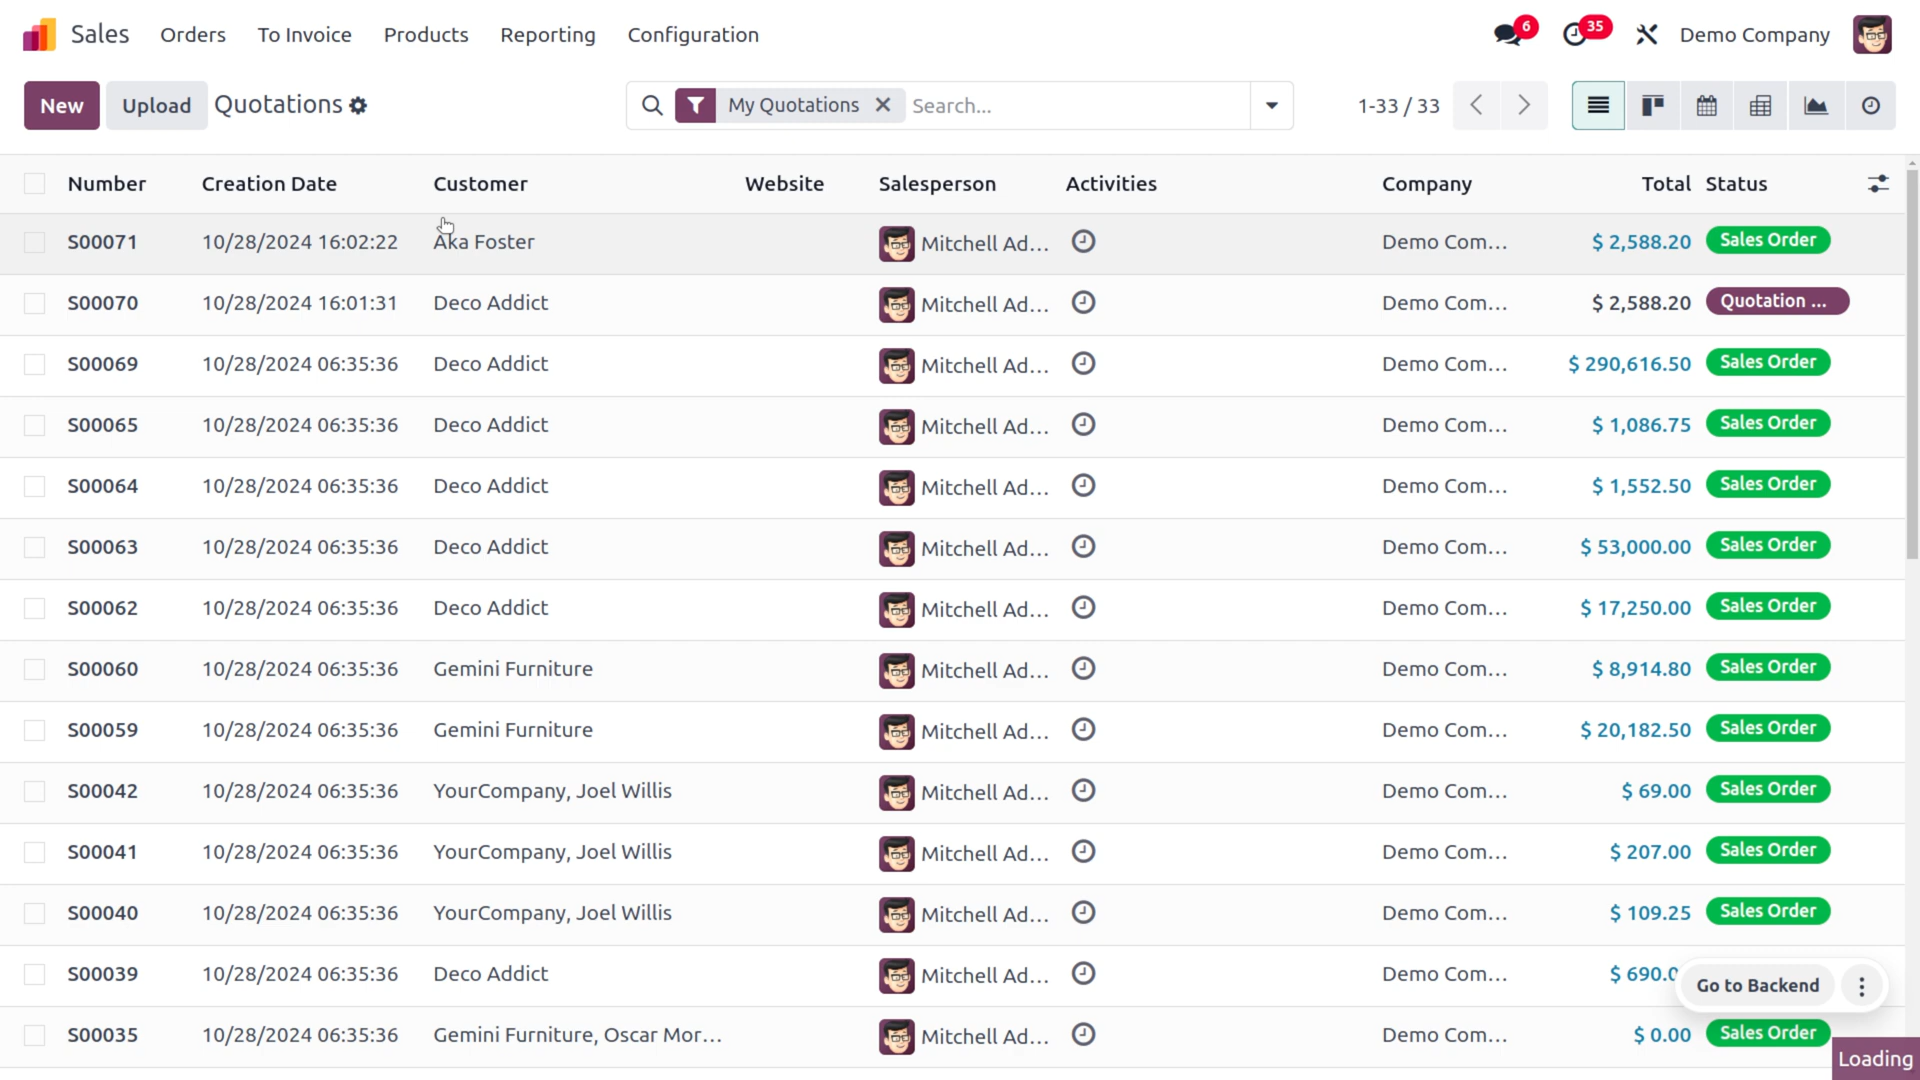 Sales Orders To Invoice Products Reporting Configuration 6 35 Demo Company
New Upload Quotations My Quotations Search... 1-33 / 33
Number Creation Date Customer Website Salesperson Activities Company Total Status
S00071 10/28/2024 16:02:22 Aka Foster Mitchell Ad... Demo Com... $ 2,588.20 Sales Order
S00070 10/28/2024 16:01:31 Deco Addict Mitchell Ad... Demo Com... $ 2,588.20 Quotation ...
S00069 10/28/2024 06:35:36 Deco Addict Mitchell Ad... Demo Com... $ 290,616.50 Sales Order
S00065 10/28/2024 06:35:36 Deco Addict Mitchell Ad... Demo Com... $ 1,086.75 Sales Order
S00064 10/28/2024 06:35:36 Deco Addict Mitchell Ad... Demo Com... $ 1,552.50 Sales Order
S00063 10/28/2024 06:35:36 Deco Addict Mitchell Ad... Demo Com... $ 53,000.00 Sales Order
S00062 10/28/2024 06:35:36 Deco Addict Mitchell Ad... Demo Com... $ 17,250.00 Sales Order
S00060 10/28/2024 06:35:36 Gemini Furniture Mitchell Ad... Demo Com... $ 8,914.80 Sales Order
S00059 10/28/2024 06:35:36 Gemini Furniture Mitchell Ad... Demo Com... $ 20,182.50 Sales Order
S00042 10/28/2024 06:35:36 YourCompany, Joel Willis Mitchell Ad... Demo Com... $ 69.00 Sales Order
S00041 10/28/2024 06:35:36 YourCompany, Joel Willis Mitchell Ad... Demo Com... $ 207.00 Sales Order
S00040 10/28/2024 06:35:36 YourCompany, Joel Willis Mitchell Ad... Demo Com... $ 109.25 Sales Order
S00039 10/28/2024 06:35:36 Deco Addict Mitchell Ad... Demo Com... $ 690.0 Go to Backend
S00035 10/28/2024 06:35:36 Gemini Furniture, Oscar Mor... Mitchell Ad... Demo Com... $ 0.00 Sales Order
Loading